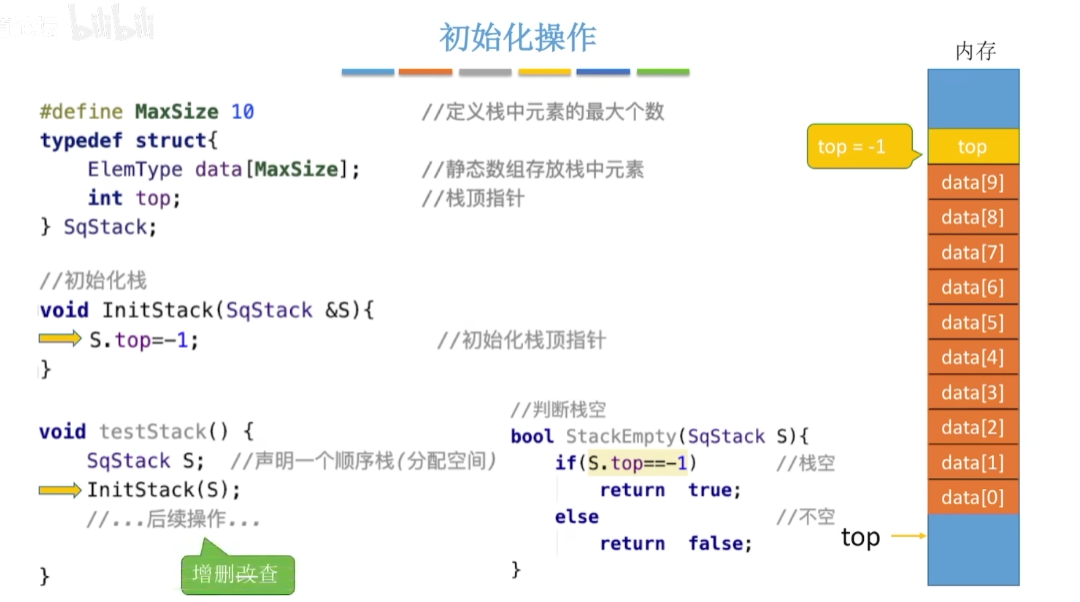 bilibili
初始化操作
#define MaxSize 10 //定义栈中元素的最大个数
typedef struct{
ElemType data[MaxSize]; //静态数组存放栈中元素
int top; //栈顶指针
} SqStack;
//初始化栈
void InitStack(SqStack &S){
S.top=-1; //初始化栈顶指针
}
void testStack() {
SqStack S; //声明一个顺序栈(分配空间)
InitStack(S);
//...后续操作...
}
增删改查
//判断栈空
bool StackEmpty(SqStack S){
if(S.top==-1) //栈空
return true;
else //不空
return false;
}
内存
top = -1
top
data[9]
data[8]
data[7]
data[6]
data[5]
data[4]
data[3]
data[2]
data[1]
data[0]
top